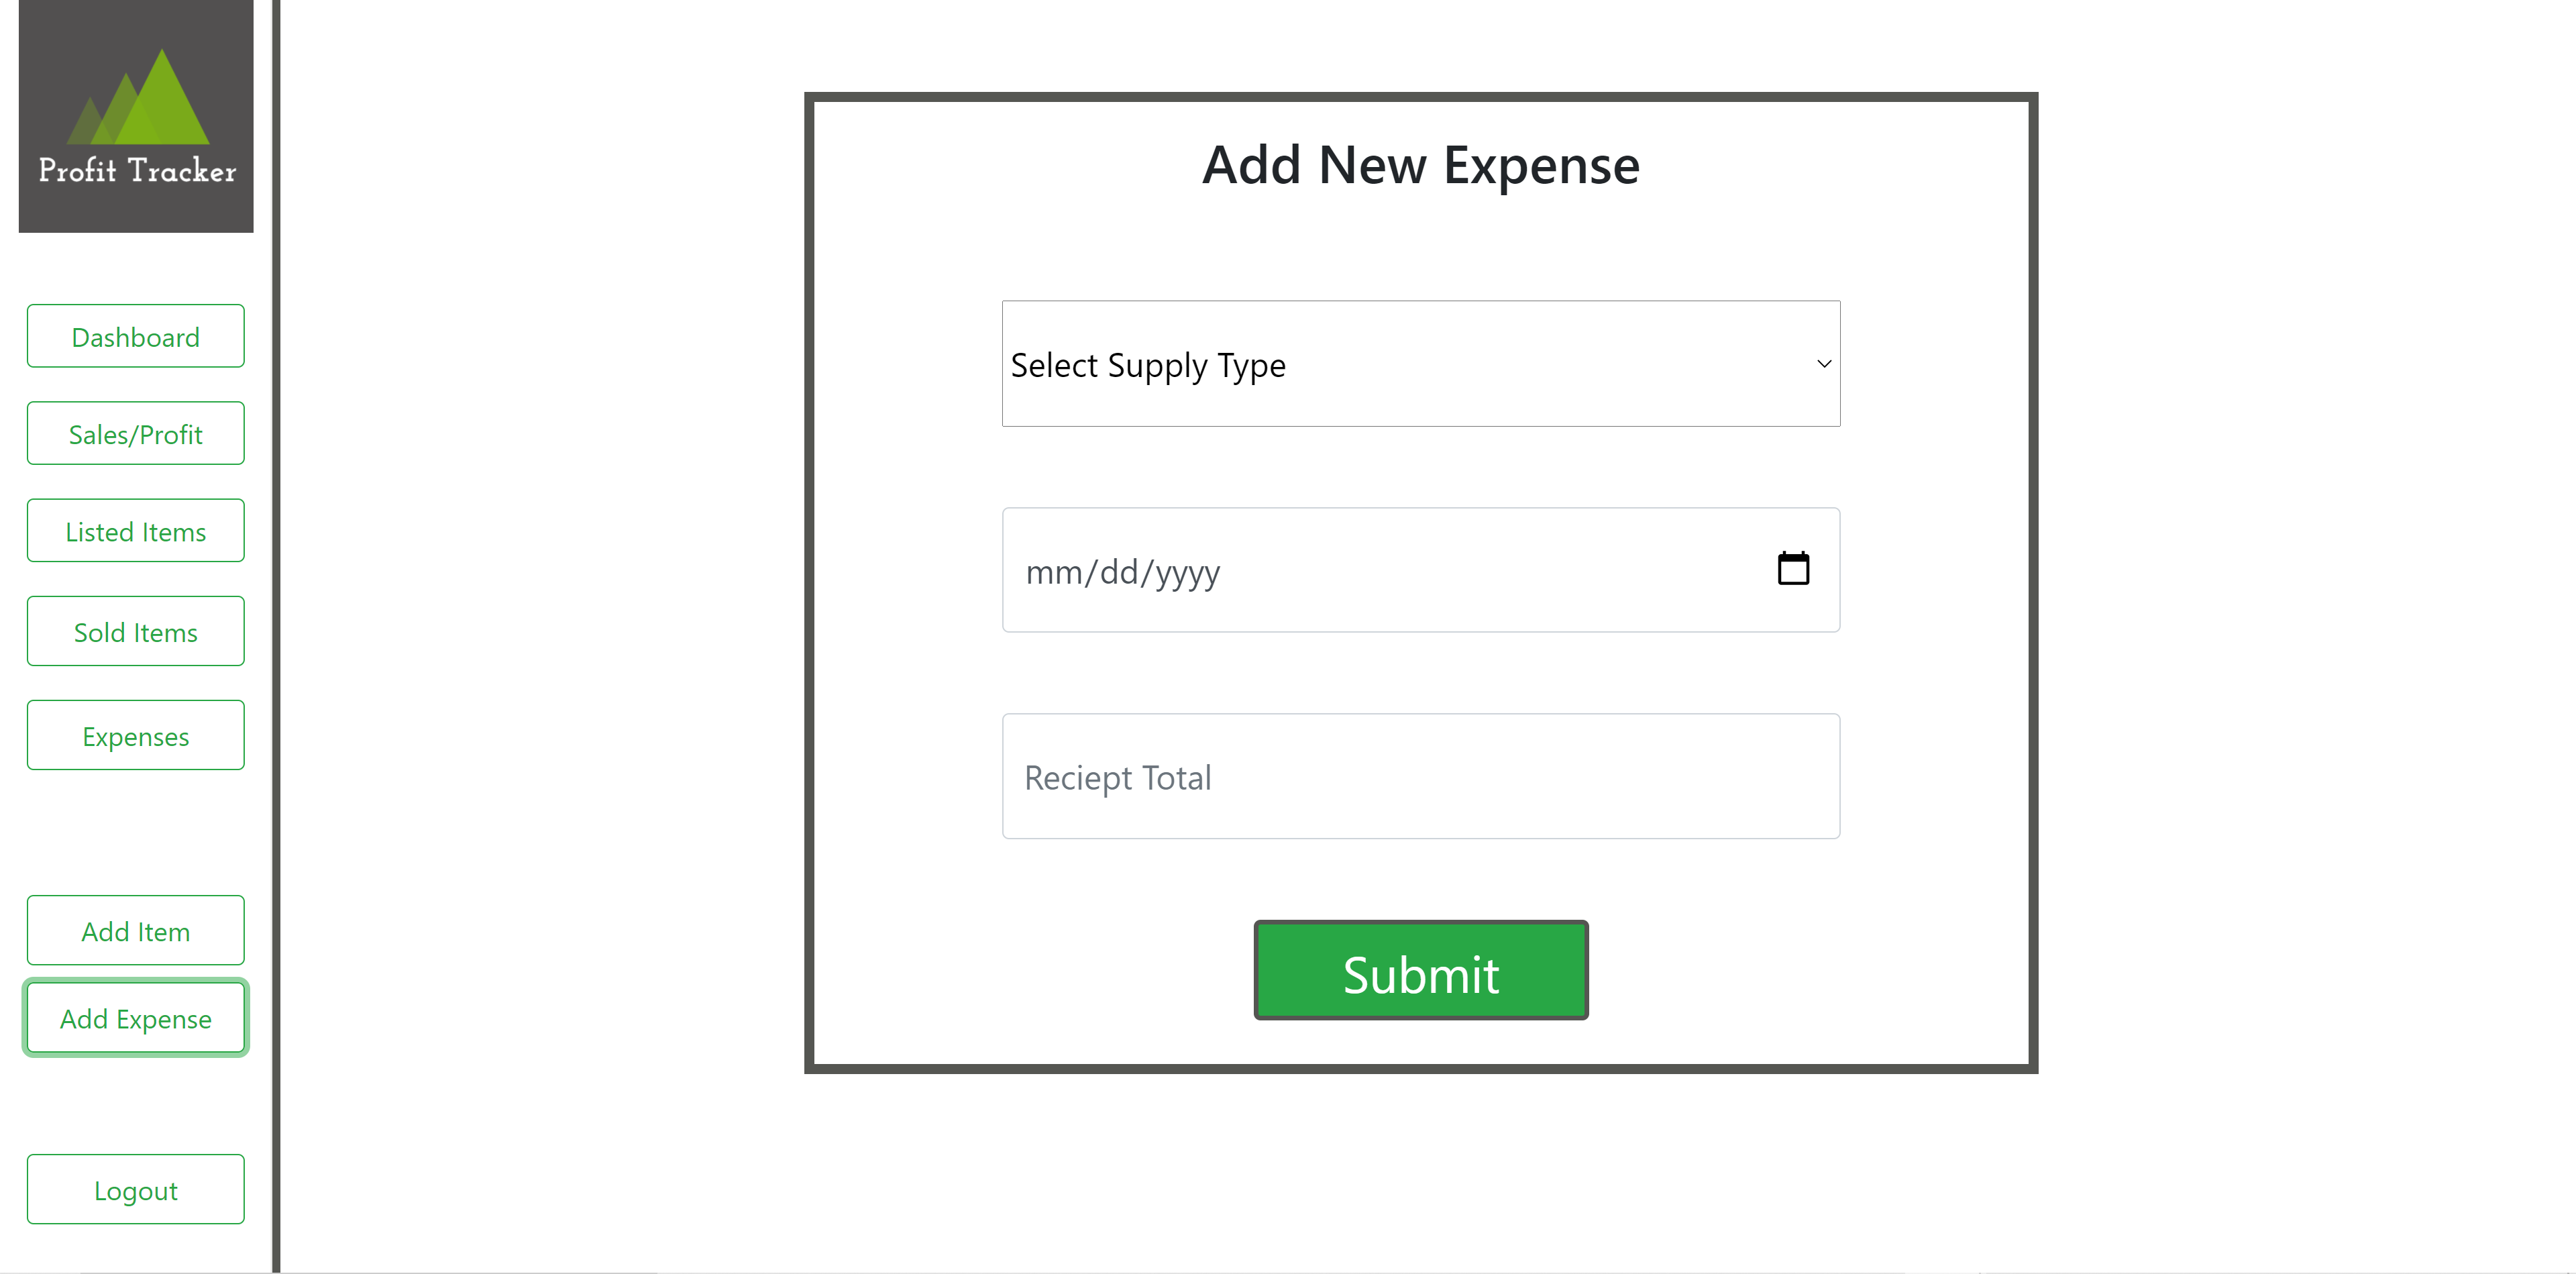 Profit Tracker
Dashboard
Sales/Profit
Listed Items
Sold Items
Expenses
Add Item
Add Expense
Logout
Add New Expense
Select Supply Type
mm/dd/yyyy
Reciept Total
Submit